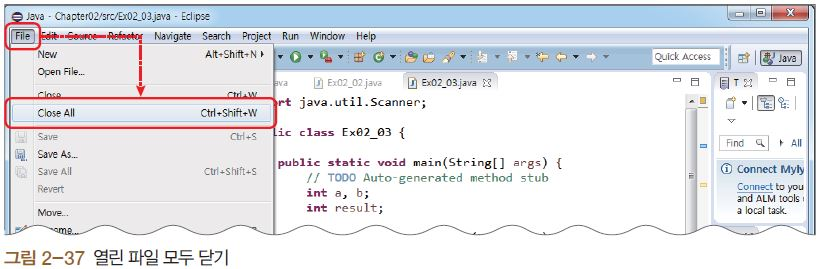 Java - Chapter02/src/Ex02_03.java - Eclipse
File Edit Source Refactor Navigate Search Project Run Window Help
New Alt+Shift+N
Open File...
Close Ctrl+W
Close All Ctrl+Shift+W
Save Ctrl+S
Save As...
Save All Ctrl+Shift+S
Revert
Move...
Quick Access
Java
Ex02_02.java
Ex02_03.java
java.util.Scanner;
class Ex02_03 {
public static void main(String[] args) {
// TODO Auto-generated method stub
int a, b;
int result;
T
Find
All
Connect Myly
Connect to you
and ALM tools
a local task.
그림 2-37 열린 파일 모두 닫기